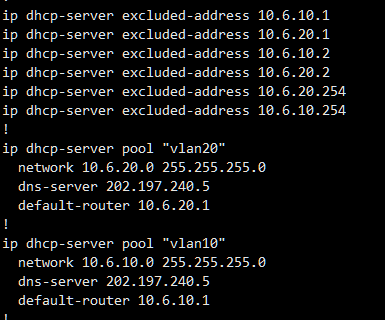 !
ip dhcp-server excluded-address 10.6.10.1
ip dhcp-server excluded-address 10.6.20.1
ip dhcp-server excluded-address 10.6.10.2
ip dhcp-server excluded-address 10.6.20.2
ip dhcp-server excluded-address 10.6.20.254
ip dhcp-server excluded-address 10.6.10.254
!
ip dhcp-server pool "vlan20"
  network 10.6.20.0 255.255.255.0
  dns-server 202.197.240.5
  default-router 10.6.20.1
!
ip dhcp-server pool "vlan10"
  network 10.6.10.0 255.255.255.0
  dns-server 202.197.240.5
  default-router 10.6.10.1
!